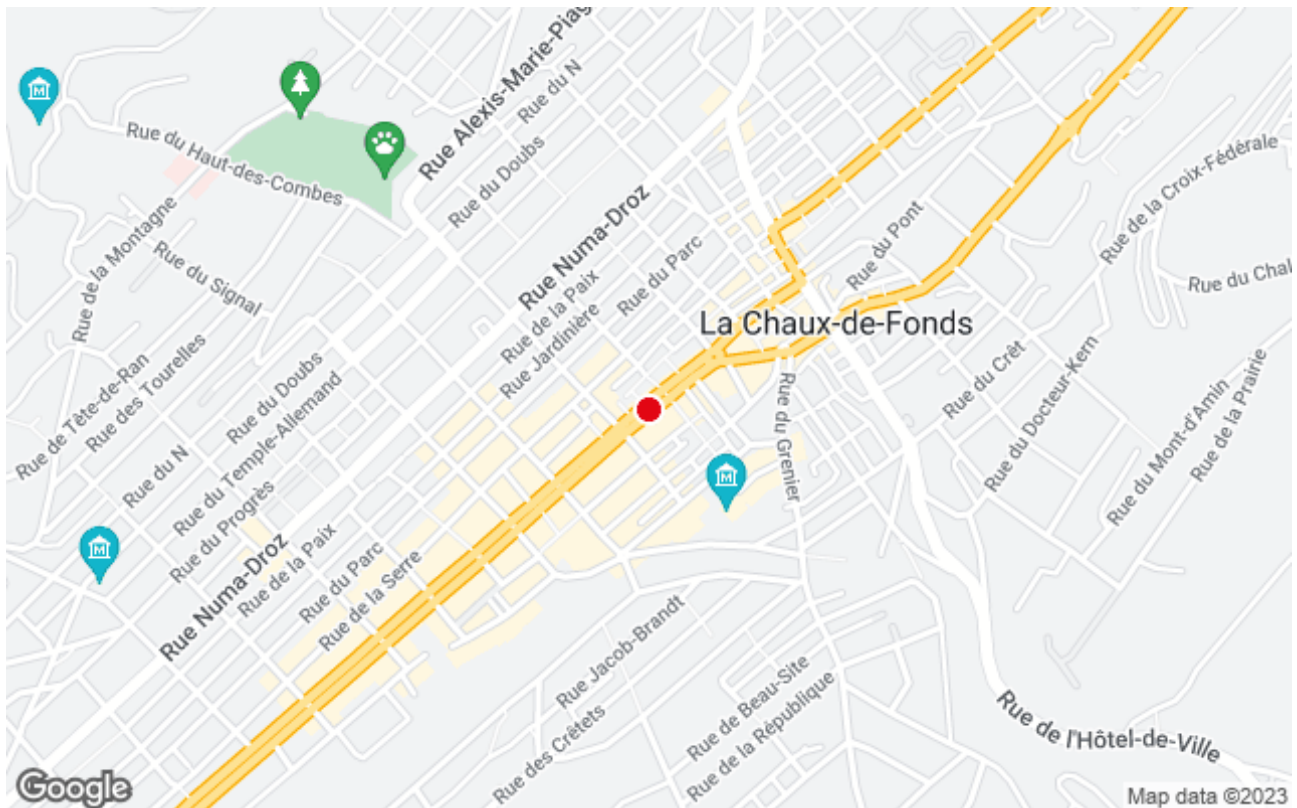 Rue Alexis-Marie-Piag
Rue du N
Rue du Haut-des-Combes
Rue du Doubs
Rue de la Croix-Fédérale
Rue de la Montagne
Rue Numa-Droz
Rue du Pont
Rue du Signal
Rue du Parc
Rue de la Paix
Rue du Chal
Rue Jardinière
La Chaux-de-Fonds
Rue de Tête-de-Ran
Rue des Tourelles
Rue du Doubs
Rue du Crêt
Rue du Docteur-Kern
Rue de la Prairie
Rue du Temple-Allemand
Rue du Grenier
Rue du Mont-d'Amin
Rue du N
Rue du Progrès
M
M
M
Rue Numa-Droz
Rue de la Paix
Rue du Parc
Rue de la Serre
Rue Jacob-Brandt
Rue de Beau-Site
Rue de la République
Rue des Crêtets
Rue de l'Hôtel-de-Ville
Google
Map data ©2023